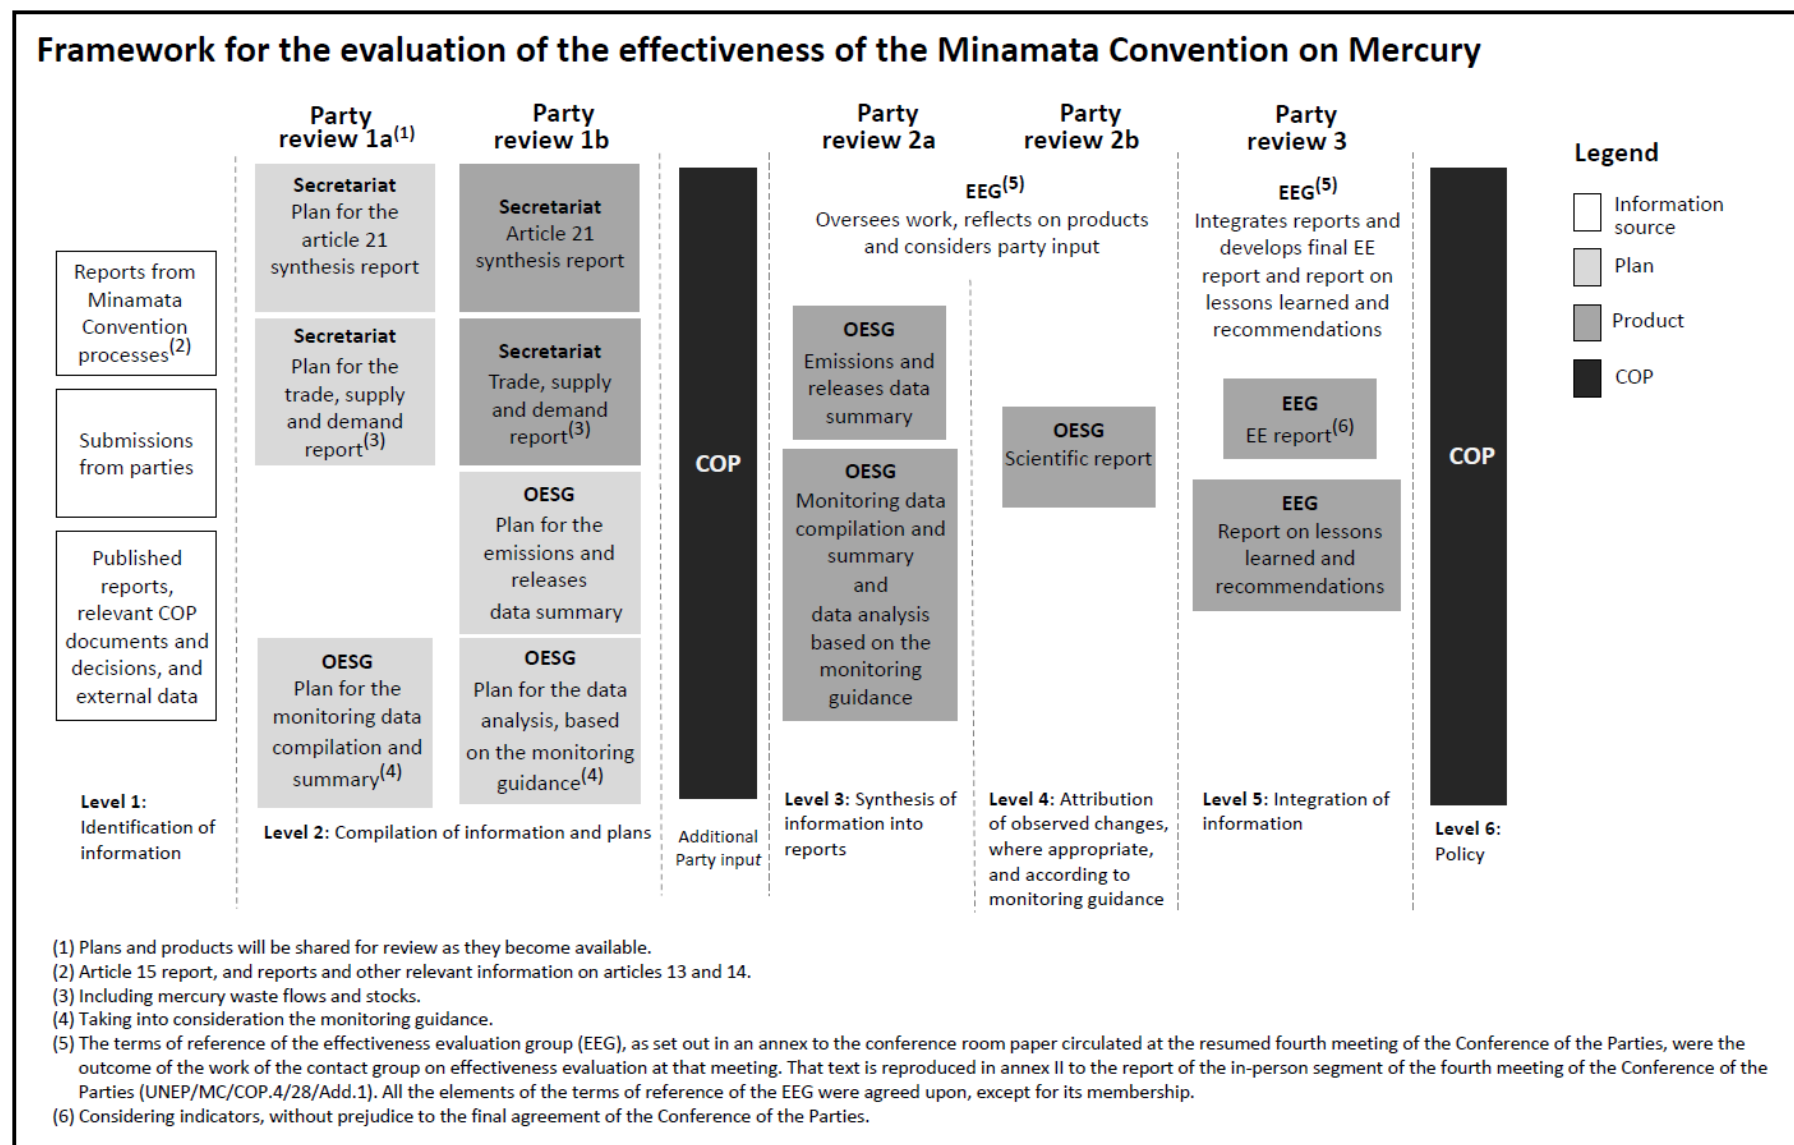 Framework for the evaluation of the effectiveness of the Minamata Convention on Mercury
Reports from
Minamata
Convention
processes(2)
Submissions
from parties
Published
reports,
relevant COP
documents and
decisions, and
external data
Level 1:
Identification of
information
Party
review 1a(1)
Secretariat
Plan for the
article 21
synthesis report
Secretariat
Plan for the
trade, supply
and demand
report(3)
OESG
Plan for the
monitoring data
compilation and
summary(4)
Party
review 1b
Secretariat
Article 21
synthesis report
Secretariat
Trade, supply
and demand
report(3)
OESG
Plan for the
emissions and
releases
data summary
OESG
Plan for the data
analysis, based
on the monitoring
guidance(4)
Level 2: Compilation of information and plans
COP
Additional
Party input
Party
review 2a
Party
review 2b
EEG(5)
Oversees work, reflects on products
and considers party input
OESG
Emissions and
releases data
summary
OESG
Monitoring data
compilation and
summary
and
data analysis
based on the
monitoring
guidance
Level 3: Synthesis of
information into
reports
OESG
Scientific report
Level 4: Attribution
of observed changes,
where appropriate,
and according to
monitoring guidance
Party
review 3
EEG(5)
Integrates reports and
develops final EE
report and report on
lessons learned and
recommendations
EEG
EE report(6)
EEG
Report on lessons
learned and
recommendations
Level 5: Integration of
information
COP
Level 6:
Policy
Legend
Information
source
Plan
Product
COP
(1) Plans and products will be shared for review as they become available.
(2) Article 15 report, and reports and other relevant information on articles 13 and 14.
(3) Including mercury waste flows and stocks.
(4) Taking into consideration the monitoring guidance.
(5) The terms of reference of the effectiveness evaluation group (EEG), as set out in an annex to the conference room paper circulated at the resumed fourth meeting of the Conference of the Parties, were the
outcome of the work of the contact group on effectiveness evaluation at that meeting. That text is reproduced in annex II to the report of the in-person segment of the fourth meeting of the Conference of the
Parties (UNEP/MC/COP.4/28/Add.1). All the elements of the terms of reference of the EEG were agreed upon, except for its membership.
(6) Considering indicators, without prejudice to the final agreement of the Conference of the Parties.